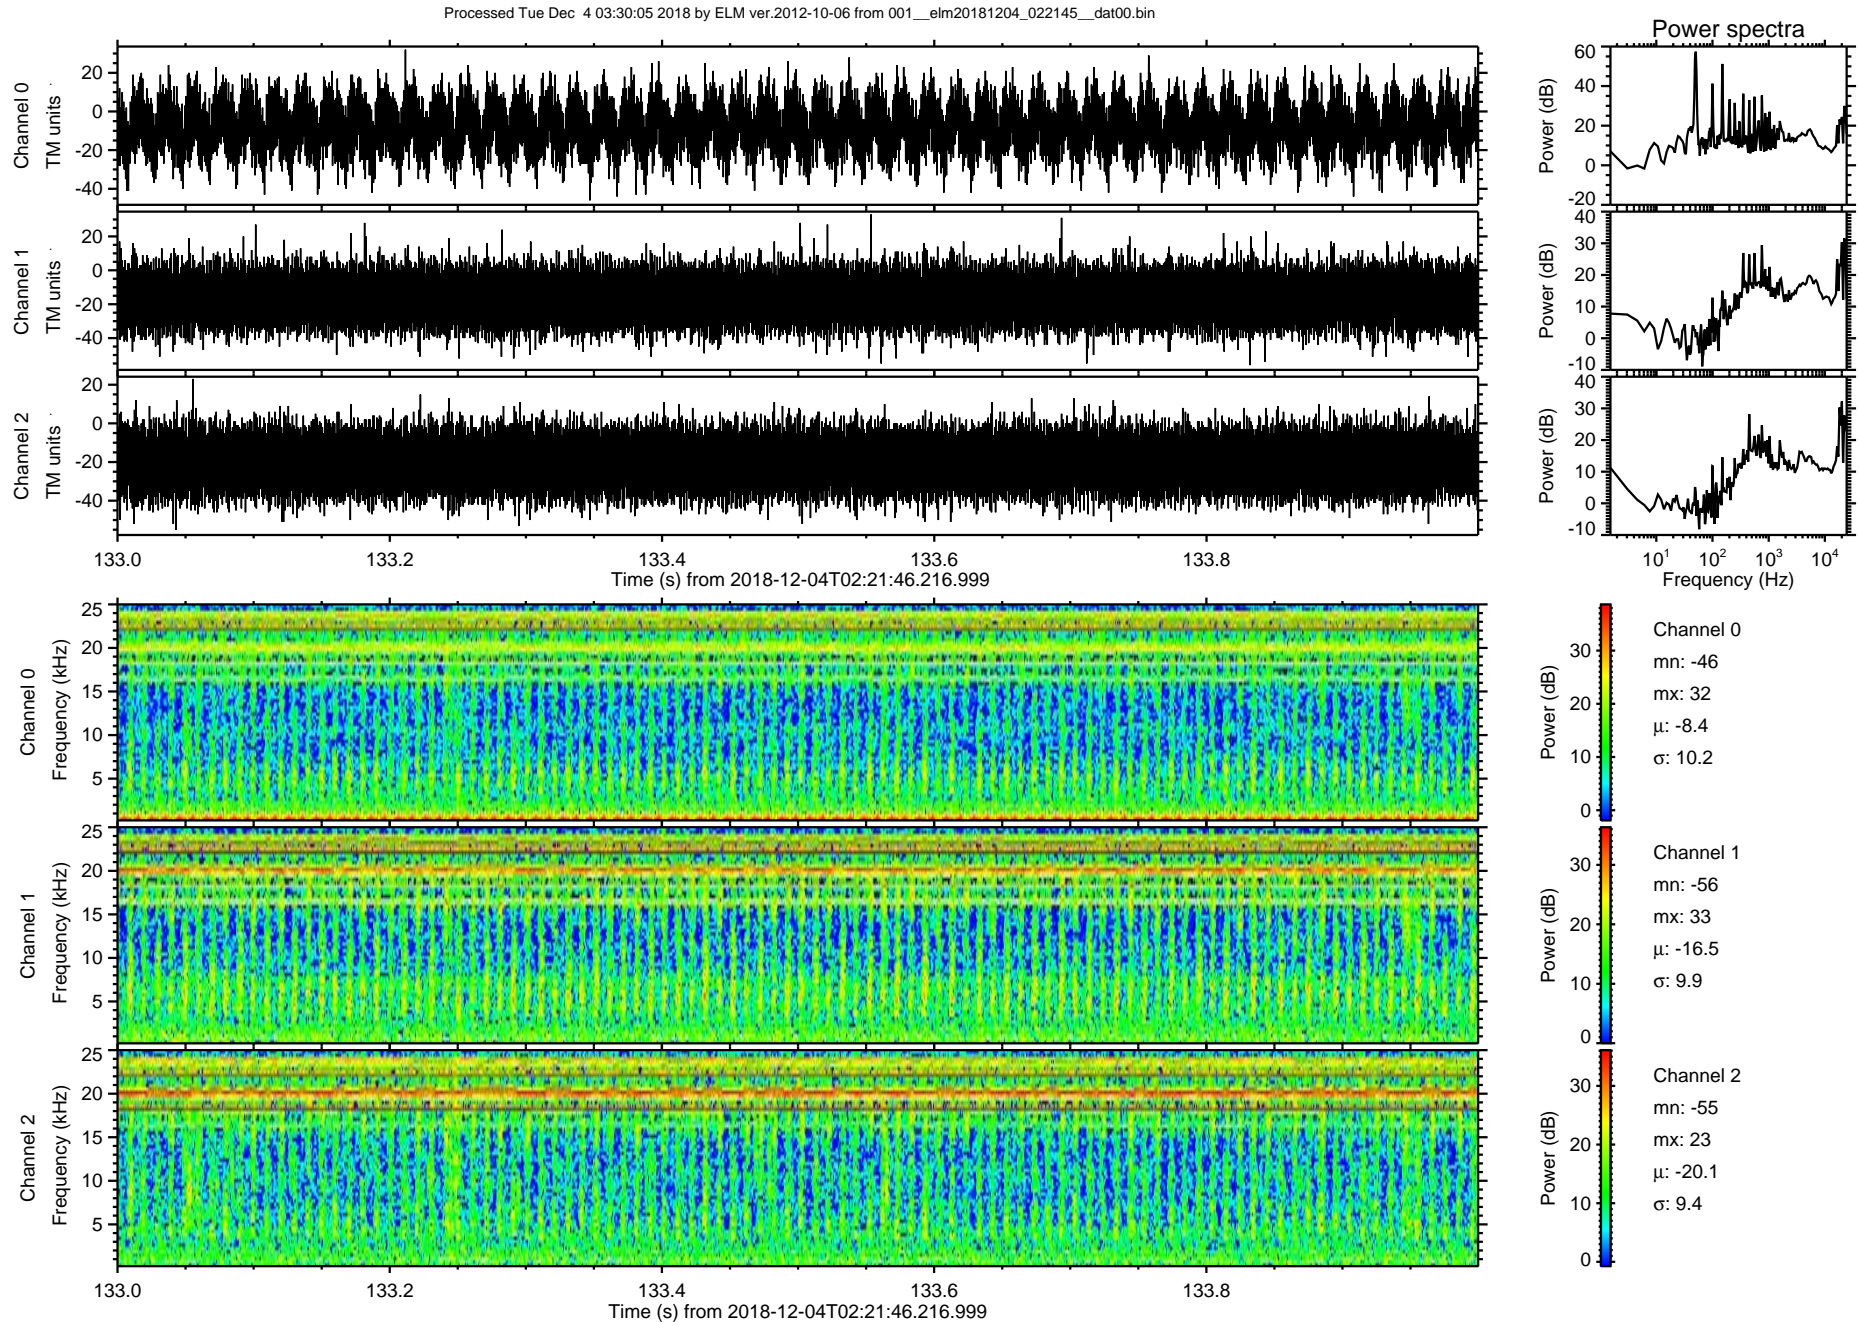 Processed Tue Dec  4 03:30:05 2018 by ELM ver.2012-10-06 from 001__elm20181204_022145__dat00.bin
Power spectra
Channel 0
TM units
20
0
-20
-40
Power (dB)
60
40
20
0
-20
Channel 1
TM units
20
0
-20
-40
Power (dB)
40
30
20
10
0
-10
Channel 2
TM units
20
0
-20
-40
Power (dB)
40
30
20
10
0
-10
133.0 133.2 133.4 133.6 133.8
Time (s) from 2018-12-04T02:21:46.216.999
10¹ 10² 10³ 10⁴
Frequency (Hz)
Channel 0
Frequency (kHz)
25
20
15
10
5
Power (dB)
30
20
10
0
Channel 0
mn: -46
mx: 32
μ: -8.4
σ: 10.2
Channel 1
Frequency (kHz)
25
20
15
10
5
Power (dB)
30
20
10
0
Channel 1
mn: -56
mx: 33
μ: -16.5
σ: 9.9
Channel 2
Frequency (kHz)
25
20
15
10
5
Power (dB)
30
20
10
0
Channel 2
mn: -55
mx: 23
μ: -20.1
σ: 9.4
133.0 133.2 133.4 133.6 133.8
Time (s) from 2018-12-04T02:21:46.216.999